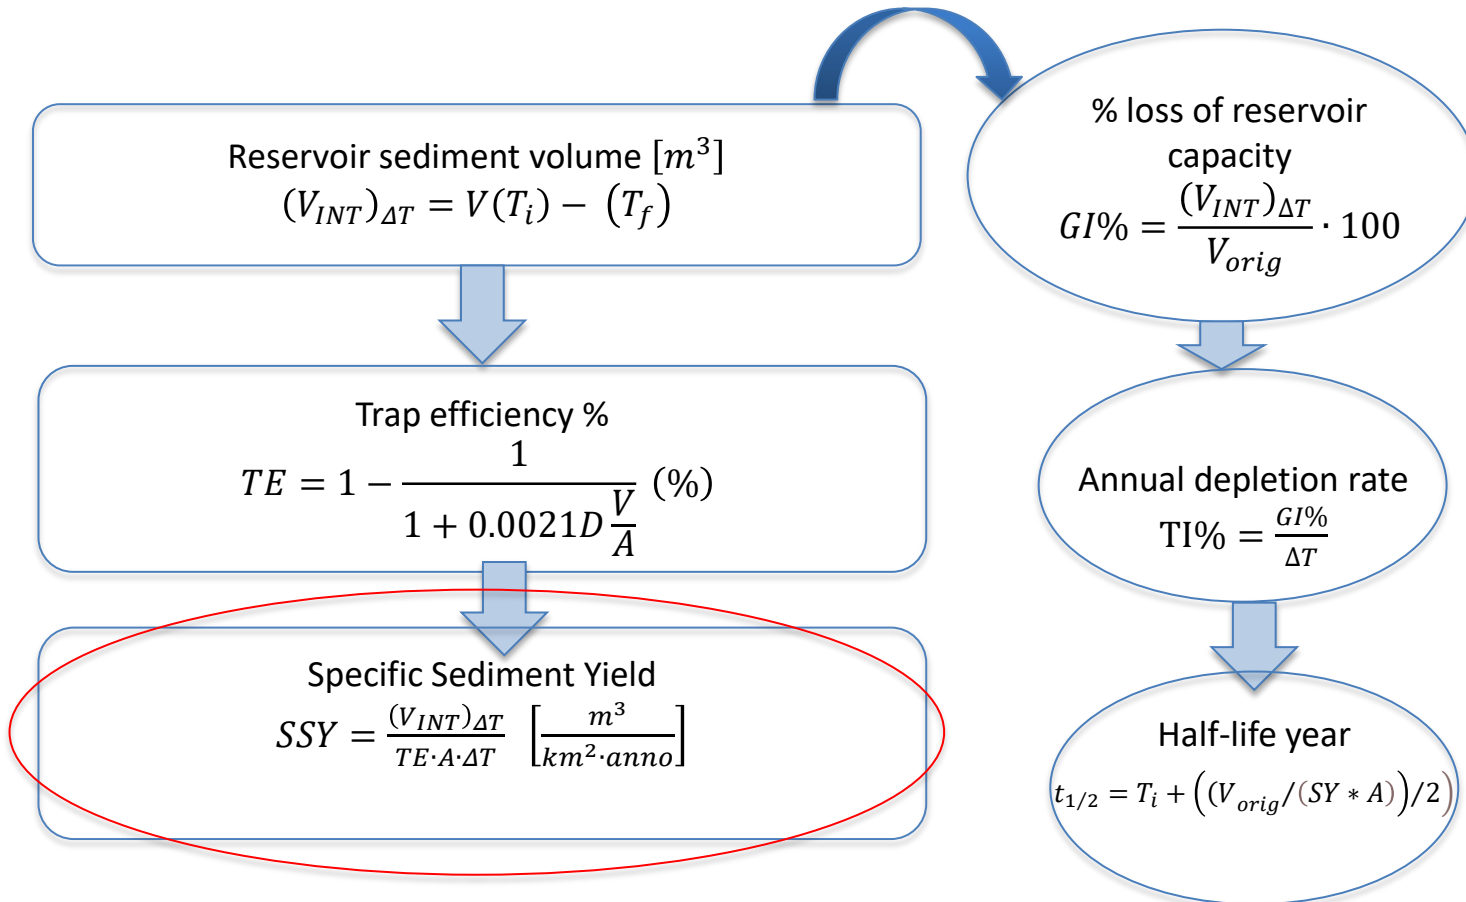 Reservoir sediment volume [m³]
(V_INT)_ΔT = V(T_i) − (T_f)
Trap efficiency %
TE = 1 − 1 / (1 + 0.0021D V/A) (%)
Specific Sediment Yield
SSY = (V_INT)_ΔT / (TE·A·ΔT) [m³ / (km²·anno)]
% loss of reservoir
capacity
GI% = (V_INT)_ΔT / V_orig · 100
Annual depletion rate
TI% = GI% / ΔT
Half-life year
t_1/2 = T_i + ((V_orig/(SY * A))/2)